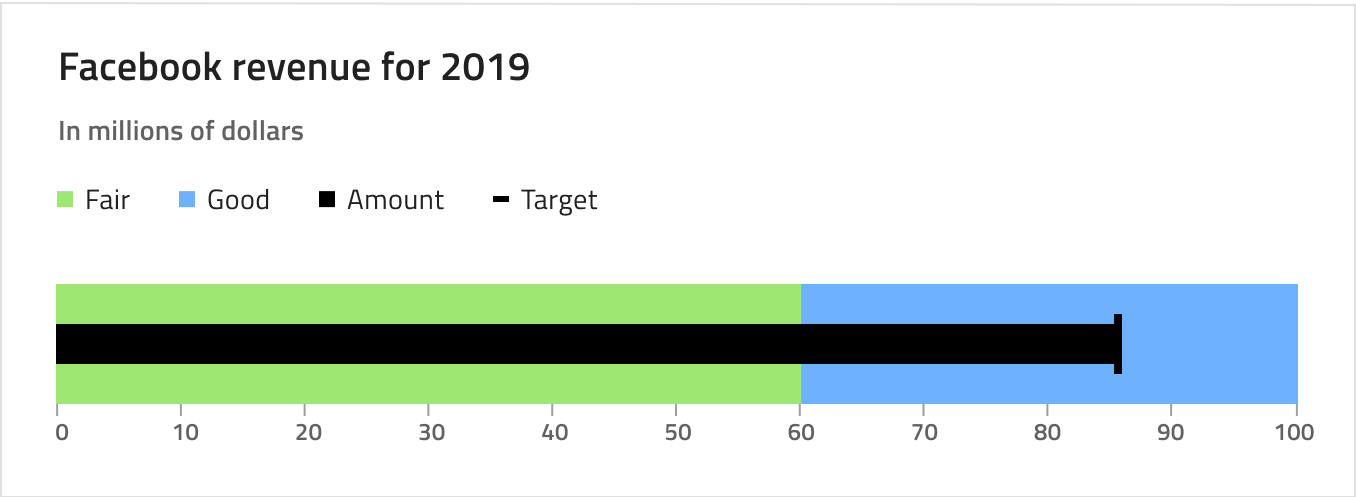 Facebook revenue for 2019
In millions of dollars
Fair Good Amount Target
0 10 20 30 40 50 60 70 80 90 100